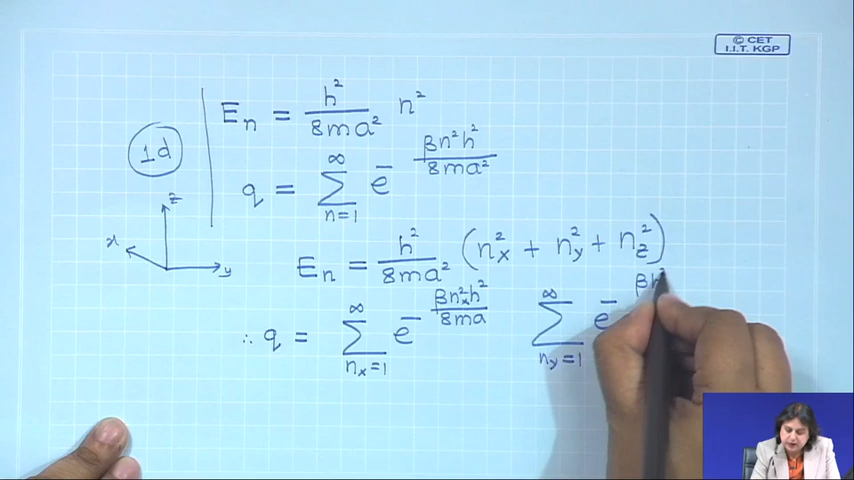 © CET
I.I.T. KGP
1d
E_n = h²/8ma² n²
q = Σ_{n=1}^{∞} e^{-βn²h²/8ma²}
z
x
y
E_n = h²/8ma² (n_x² + n_y² + n_z²)
∴ q = Σ_{n_x=1}^{∞} e^{-βn_x²h²/8ma} Σ_{n_y=1}^{∞} e^{-β